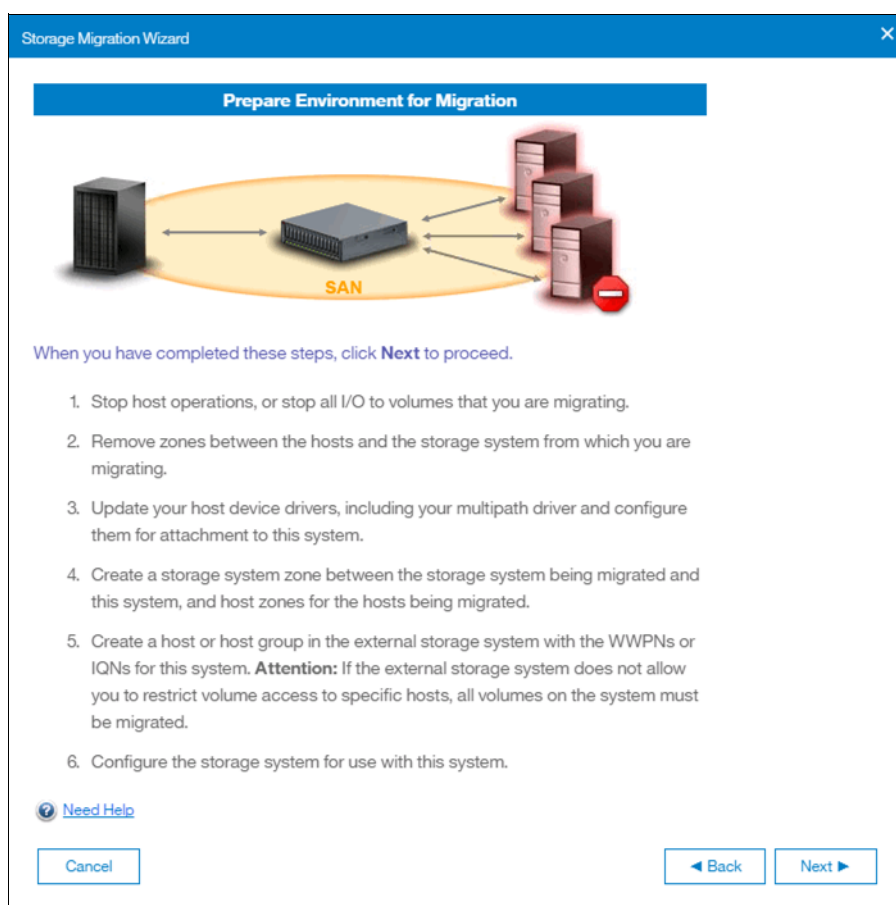 Storage Migration Wizard
Prepare Environment for Migration
SAN
When you have completed these steps, click Next to proceed.
1. Stop host operations, or stop all I/O to volumes that you are migrating.
2. Remove zones between the hosts and the storage system from which you are
migrating.
3. Update your host device drivers, including your multipath driver and configure
them for attachment to this system.
4. Create a storage system zone between the storage system being migrated and
this system, and host zones for the hosts being migrated.
5. Create a host or host group in the external storage system with the WWPNs or
IQNs for this system. Attention: If the external storage system does not allow
you to restrict volume access to specific hosts, all volumes on the system must
be migrated.
6. Configure the storage system for use with this system.
Need Help
Cancel
Back
Next